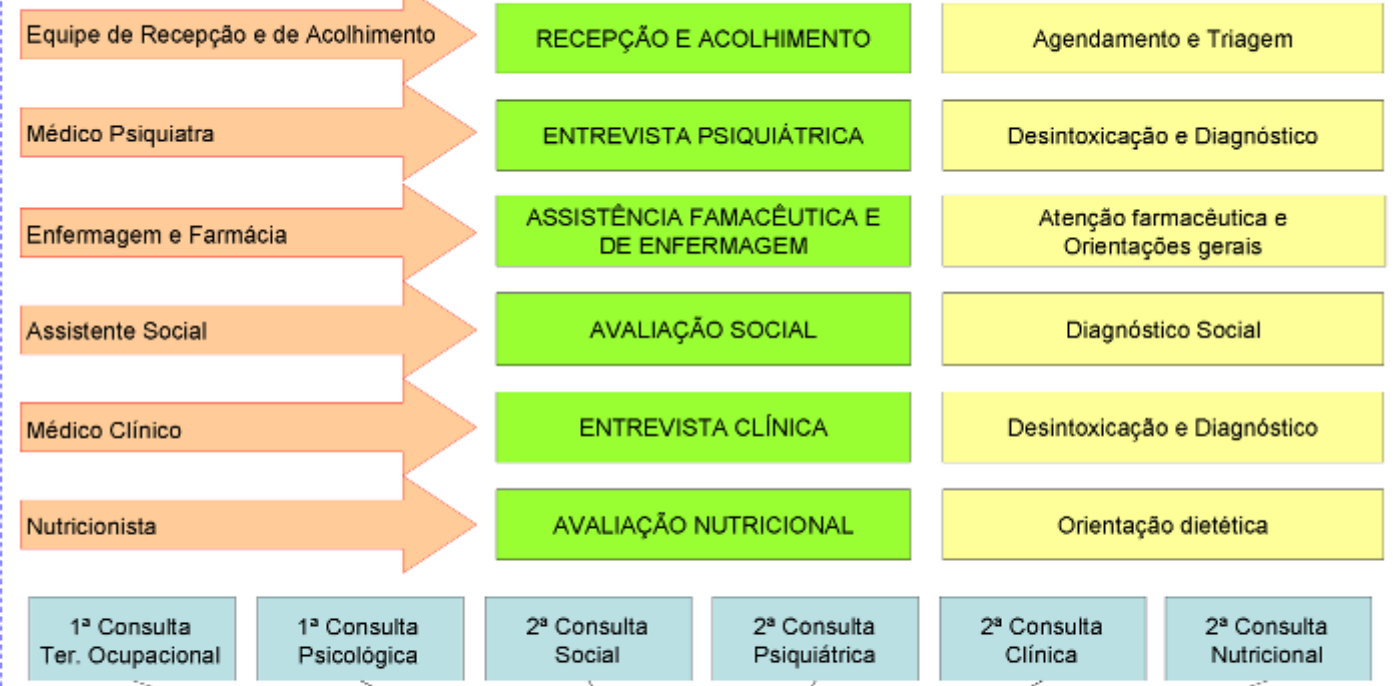 Equipe de Recepção e de Acolhimento
RECEPÇÃO E ACOLHIMENTO
Agendamento e Triagem
Médico Psiquiatra
ENTREVISTA PSIQUIÁTRICA
Desintoxicação e Diagnóstico
Enfermagem e Farmácia
ASSISTÊNCIA FAMACÊUTICA E
DE ENFERMAGEM
Atenção farmacêutica e
Orientações gerais
Assistente Social
AVALIAÇÃO SOCIAL
Diagnóstico Social
Médico Clínico
ENTREVISTA CLÍNICA
Desintoxicação e Diagnóstico
Nutricionista
AVALIAÇÃO NUTRICIONAL
Orientação dietética
1ª Consulta
Ter. Ocupacional
1ª Consulta
Psicológica
2ª Consulta
Social
2ª Consulta
Psiquiátrica
2ª Consulta
Clínica
2ª Consulta
Nutricional